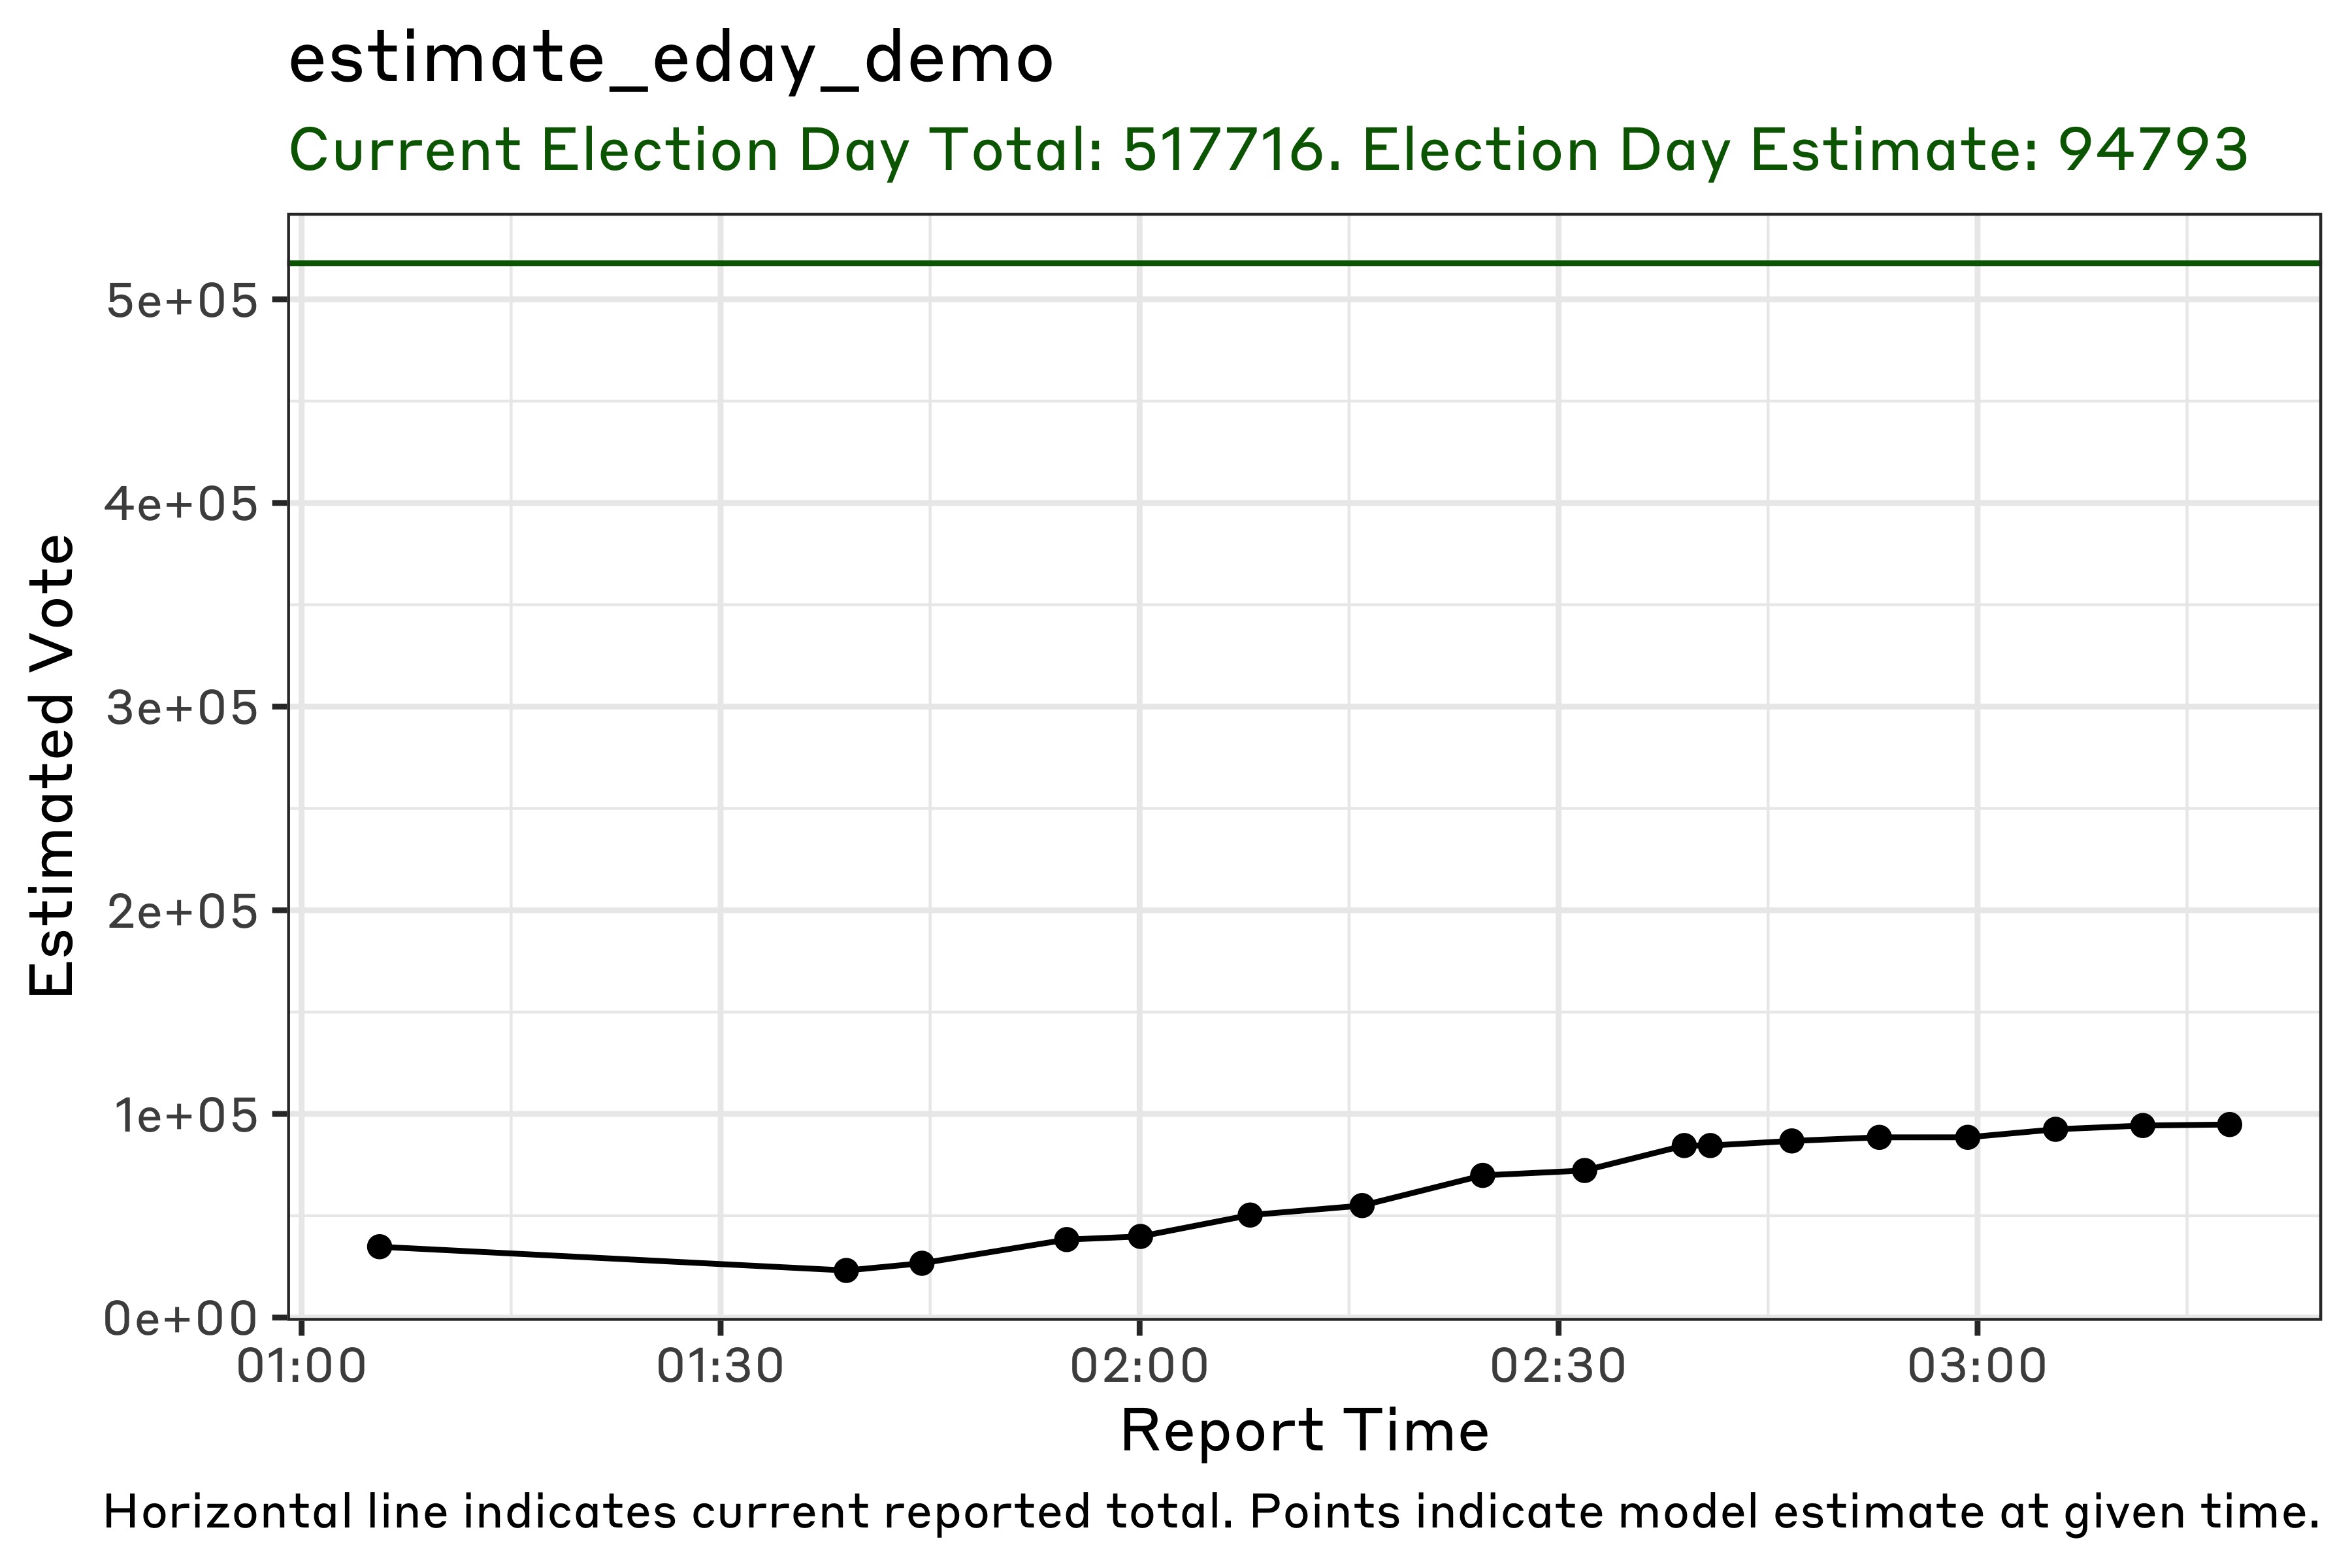 estimate_eday_demo
Current Election Day Total: 517716. Election Day Estimate: 94793
Estimated Vote
5e+05
4e+05
3e+05
2e+05
1e+05
0e+00
01:00 01:30 02:00 02:30 03:00
Report Time
Horizontal line indicates current reported total. Points indicate model estimate at given time.